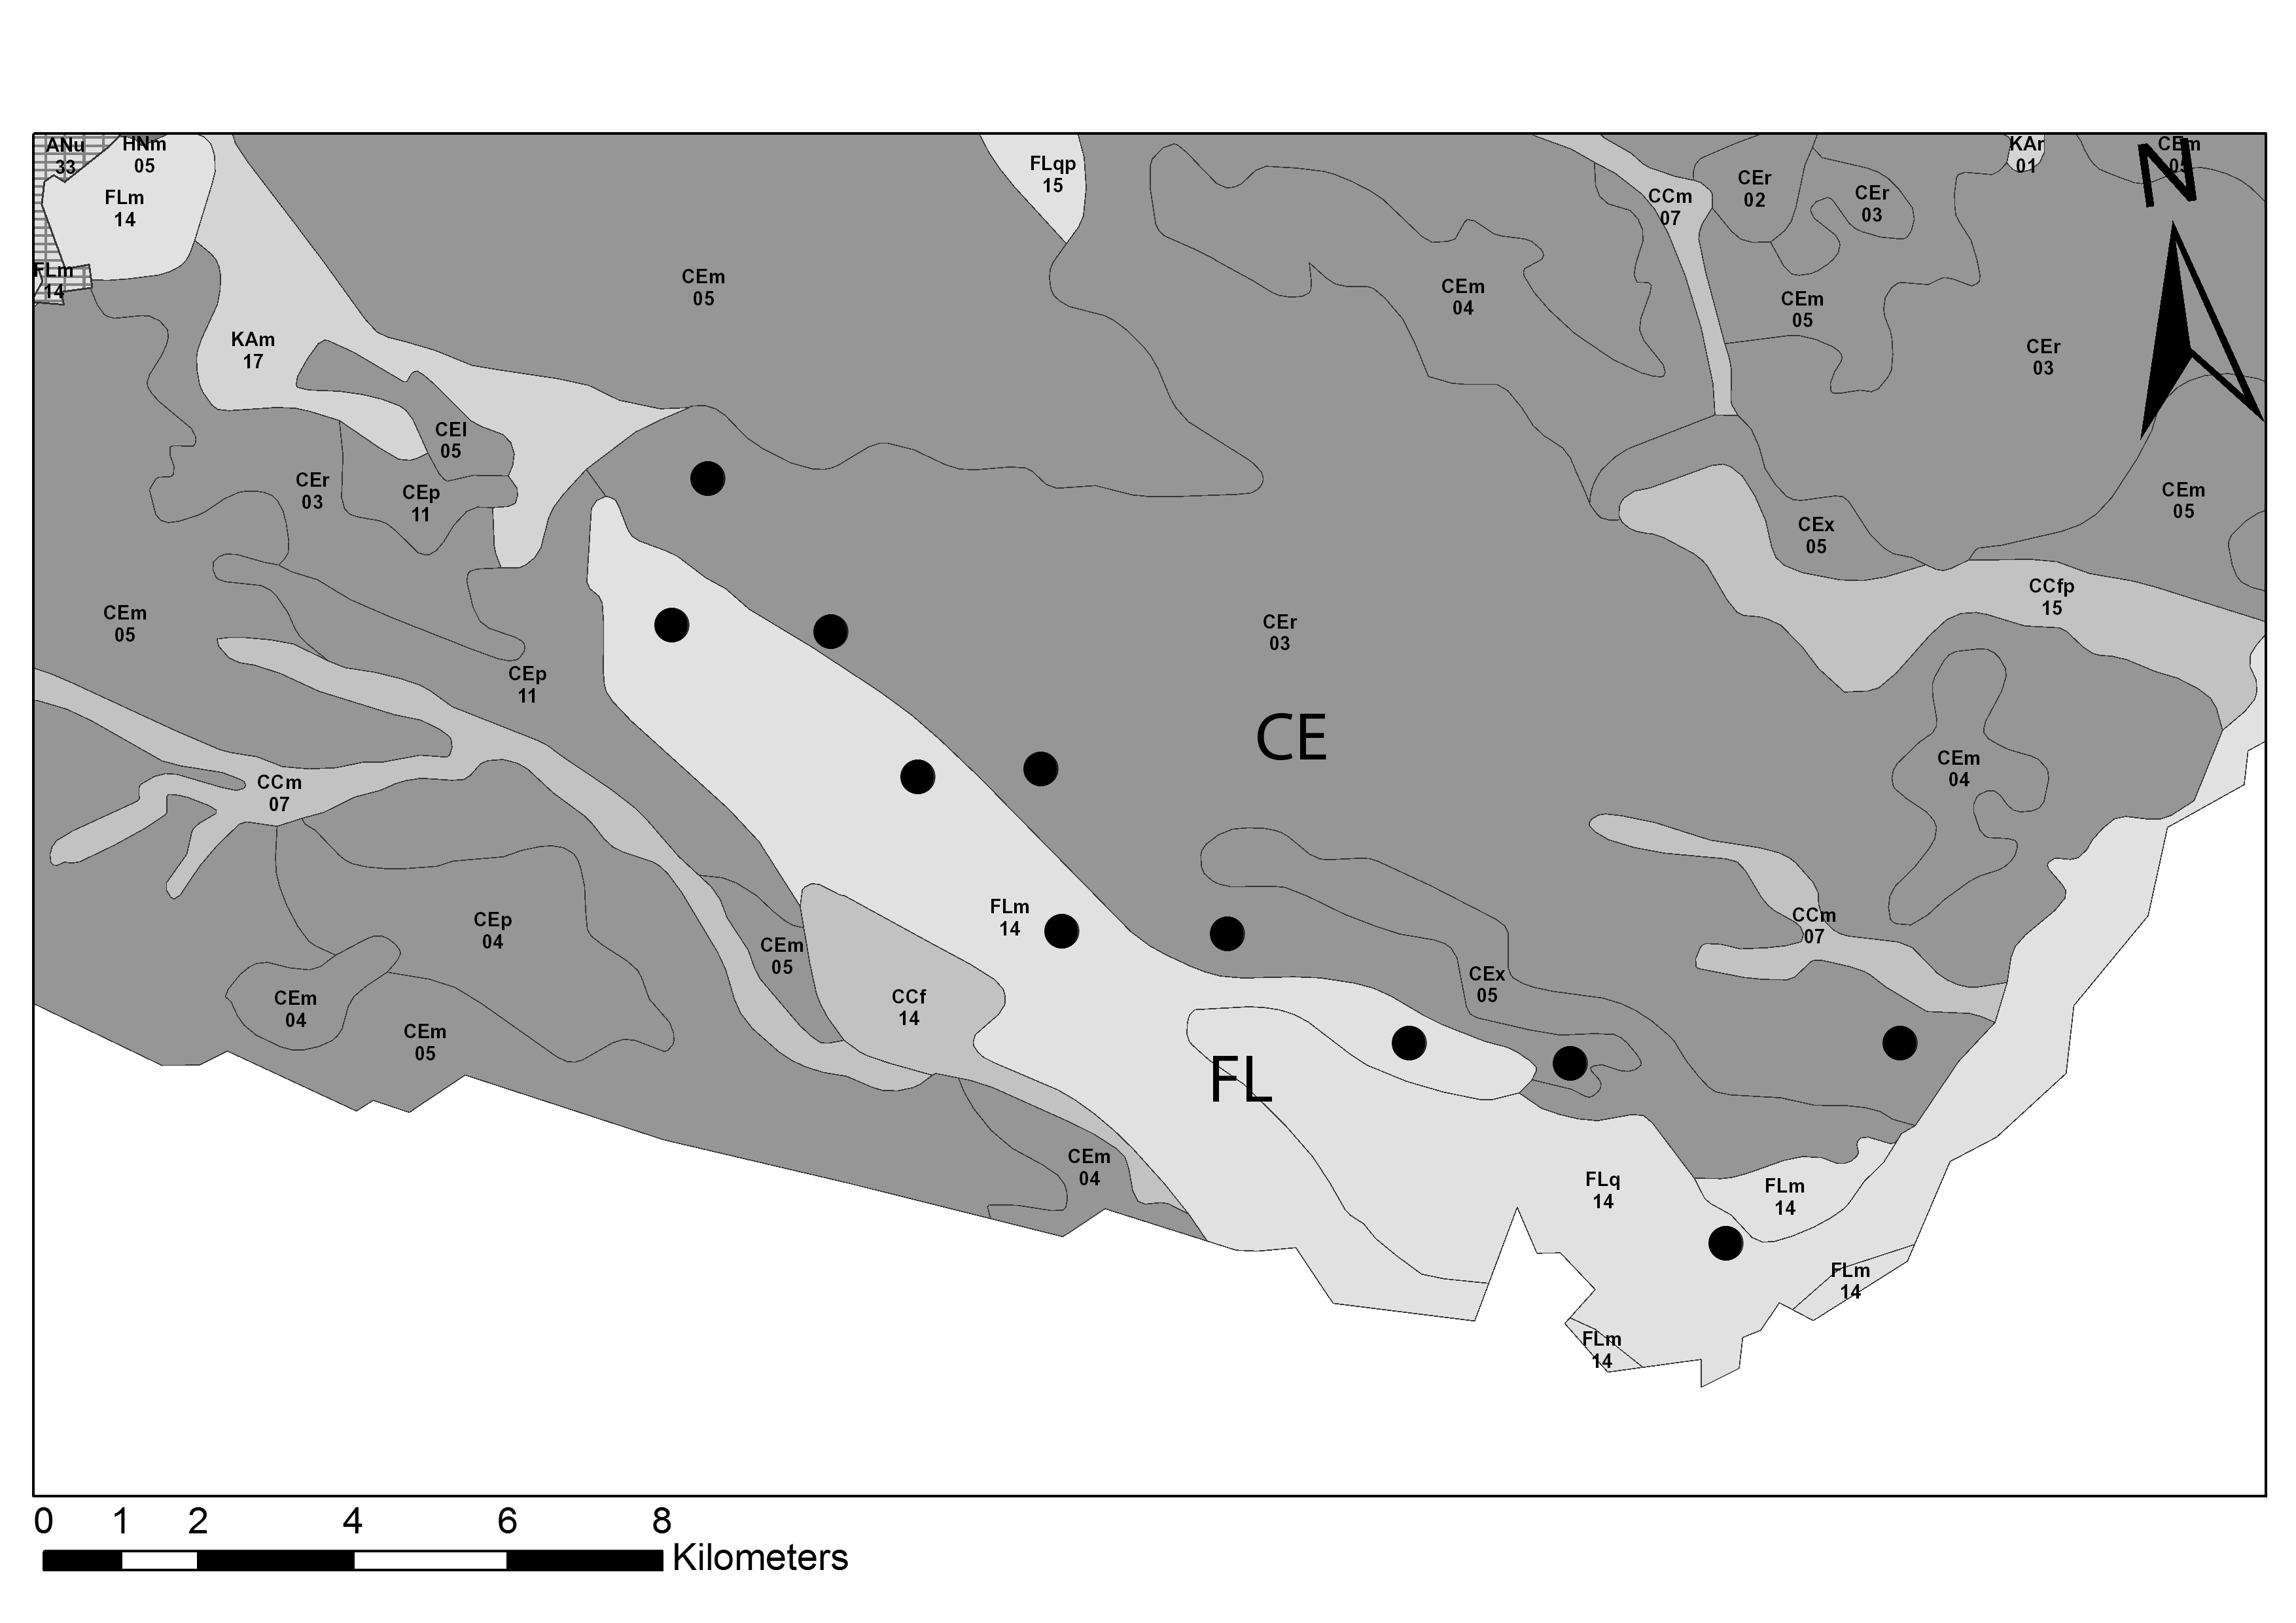 ANu
33
HNm
05
FLm
14
FLm
14
FLqp
15
CCm
07
CEr
02
CEr
03
KAr
01
CEm
05
N
CEm
05
CEm
04
CEm
05
KAm
17
CEr
03
CEl
05
CEr
03
CEp
11
CEm
05
CEx
05
CCfp
15
CEm
05
CEr
03
CEp
11
CE
CEm
04
CCm
07
CEp
04
FLm
14
CCm
07
CEm
05
CEx
05
CCf
14
CEm
04
CEm
05
FL
CEm
04
FLq
14
FLm
14
FLm
14
FLm
14
0 1 2 4 6 8
Kilometers